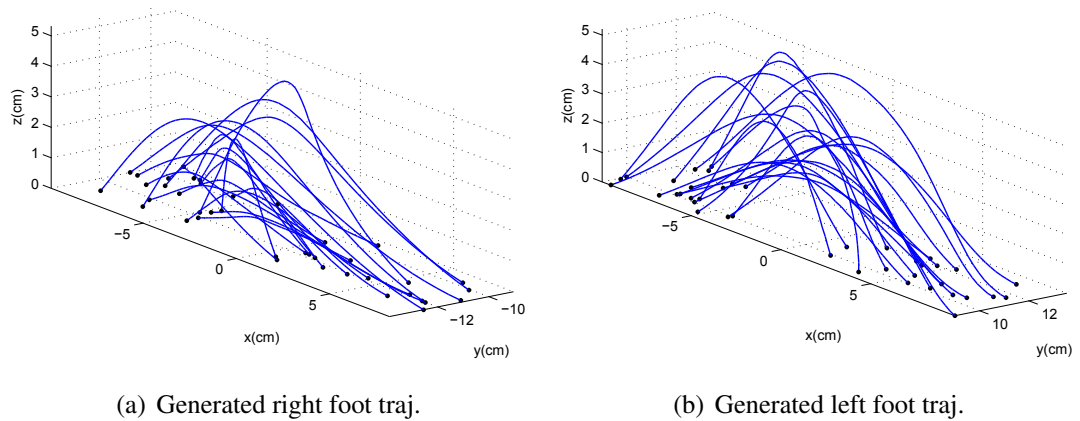 5
4
3
2
1
0
z(cm)
−5
0
5
x(cm)
−12
−10
y(cm)
5
4
3
2
1
0
z(cm)
−5
0
5
x(cm)
10
12
y(cm)
(a) Generated right foot traj.
(b) Generated left foot traj.